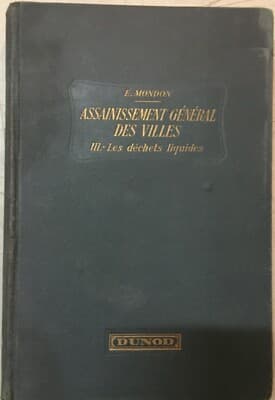 E. MONDON
ASSAINISSEMENT GÉNÉRAL
DES VILLES
III.- Les déchets liquides
DUNOD